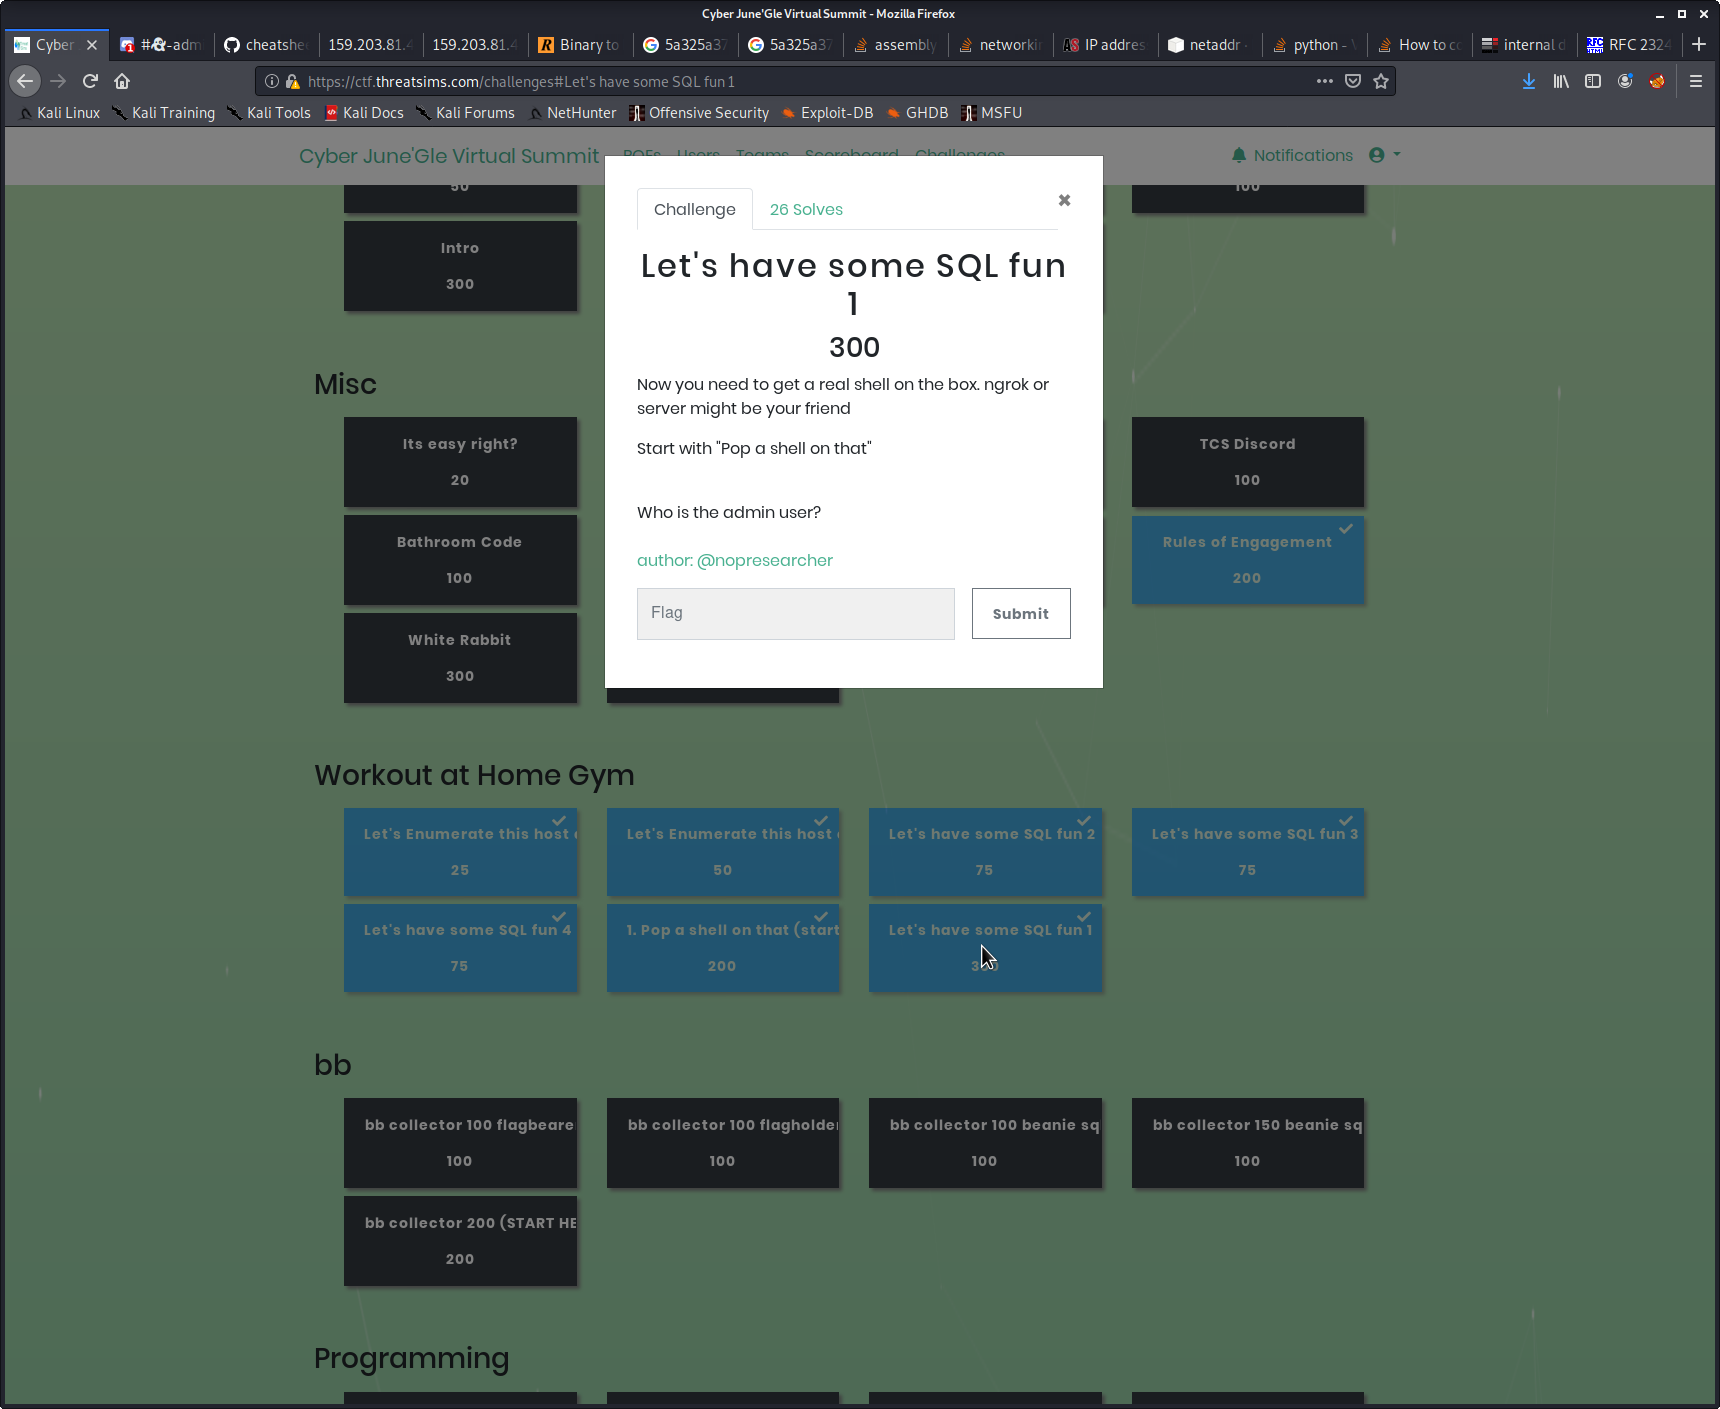 Cyber June'Gle Virtual Summit - Mozilla Firefox
Cyber
-adm
cheatshe
159.203.81.4
159.203.81.4
Binary to
5a325a37
5a325a37
assembly
networki
IP addres
netaddr
python -
How to co
internal d
RFC 2324
https://ctf.threatsims.com/challenges#Let's have some SQL fun 1
Kali Linux
Kali Training
Kali Tools
Kali Docs
Kali Forums
NetHunter
Offensive Security
Exploit-DB
GHDB
MSFU
Cyber June'Gle Virtual Summit
Users
Teams
Scoreboard
Challenges
Notifications
50
100
Intro
300
Challenge
26 Solves
Let's have some SQL fun
1
300
Now you need to get a real shell on the box. ngrok or
server might be your friend
Start with "Pop a shell on that"
Who is the admin user?
author: @nopresearcher
Flag
Submit
Misc
Its easy right?
20
TCS Discord
100
Bathroom Code
100
Rules of Engagement
200
White Rabbit
300
Workout at Home Gym
Let's Enumerate this host
25
Let's Enumerate this host
50
Let's have some SQL fun 2
75
Let's have some SQL fun 3
75
Let's have some SQL fun 4
75
1. Pop a shell on that (start
200
Let's have some SQL fun 1
bb
bb collector 100 flagbeare
100
bb collector 100 flagholde
100
bb collector 100 beanie sq
100
bb collector 150 beanie sq
100
bb collector 200 (START HE
200
Programming